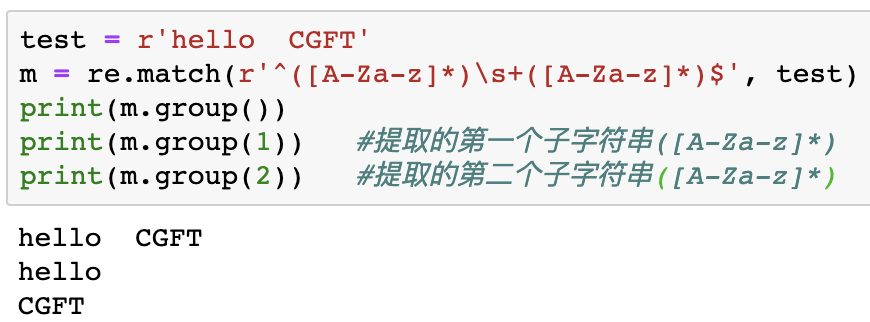 test = r'hello  CGFT'
m = re.match(r'^([A-Za-z]*)\s+([A-Za-z]*)$', test)
print(m.group())
print(m.group(1))   #提取的第一个子字符串([A-Za-z]*)
print(m.group(2))   #提取的第二个子字符串([A-Za-z]*)
hello  CGFT
hello
CGFT